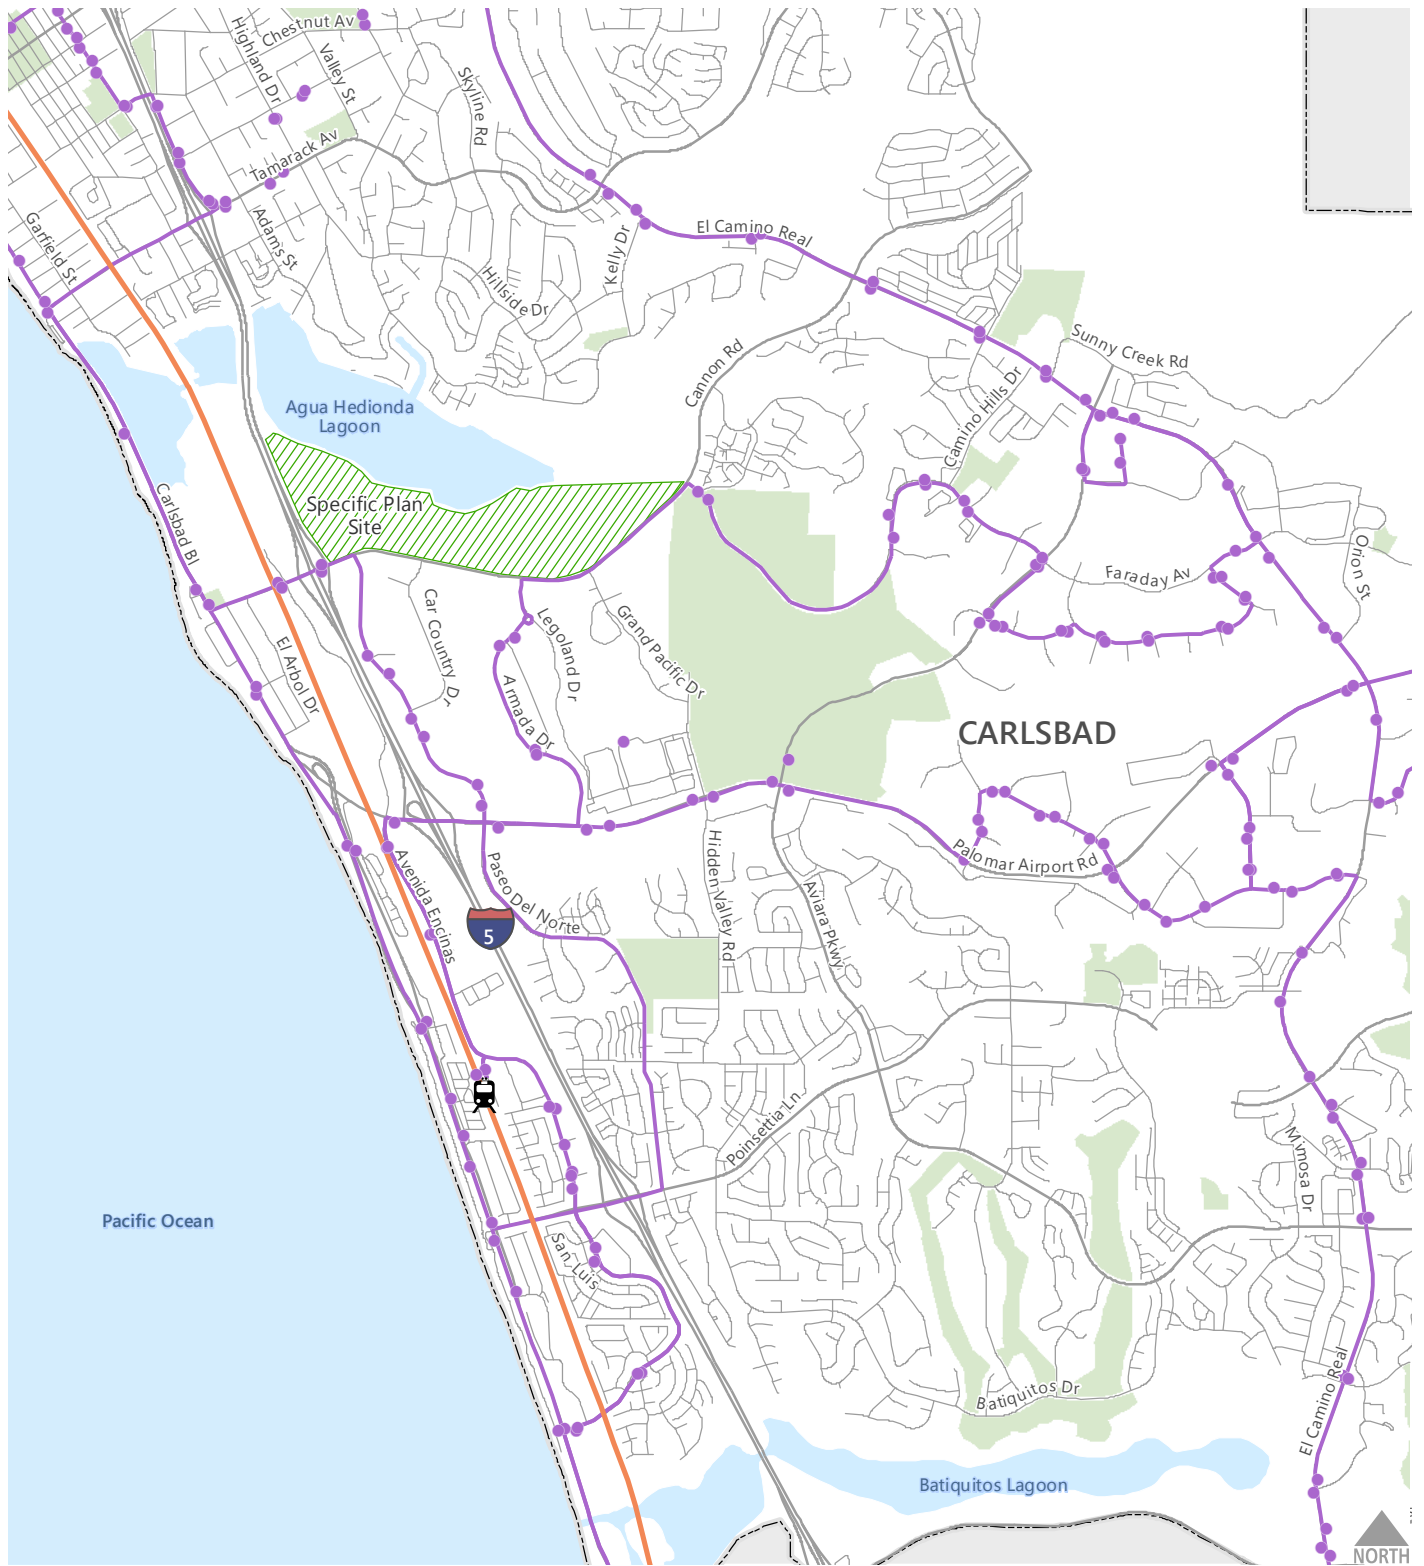 Chestnut Av
Highland Dr
Valley St
Skyline Rd
Tamarack Av
Garfield St
Adams St
Kelly Dr
El Camino Real
Hillside Dr
Sunny Creek Rd
Cannon Rd
Camino Hills Dr
Agua Hedionda
Lagoon
Specific Plan
Site
Carlsbad Bl
Orion St
Faraday Av
Car Country Dr
Legoland Dr
Grand Pacific Dr
El Arbol Dr
Armada Dr
CARLSBAD
Palomar Airport Rd
Hidden Valley Rd
Avenida Encinas
Paseo Del Norte
Aviara Pkwy
5
Poinsettia Ln
Mimosa Dr
Pacific Ocean
San Luis
El Camino Real
Batiquitos Dr
Batiquitos Lagoon
NORTH